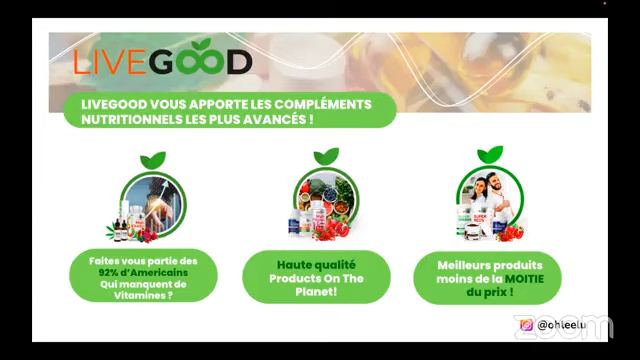 LIVEGOOD
LIVEGOOD VOUS APPORTE LES COMPLÉMENTS
NUTRITIONNELS LES PLUS AVANCÉS !
Faites vous partie des
92% d'Americains
Qui manquent de
Vitamines ?
Haute qualité
Products On The
Planet!
Meilleurs produits
moins de la MOITIE
du prix !
zoom
@ohleelu